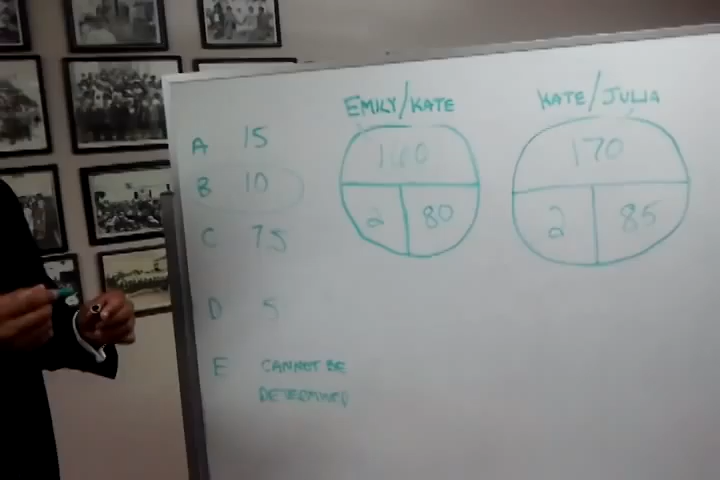 EMILY/KATE
KATE/JULIA
A 15
B 10
C 7.5
D 5
E CANNOT BE
DETERMINED
160
2 80
170
2 85